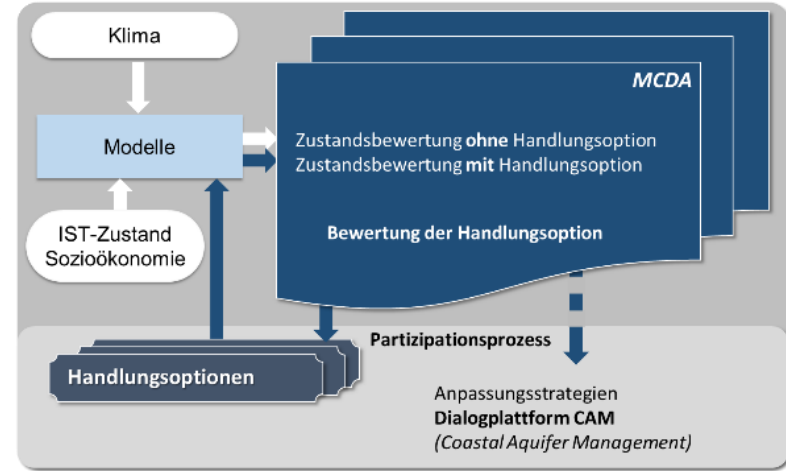 Klima
MCDA
Modelle
Zustandsbewertung ohne Handlungsoption
Zustandsbewertung mit Handlungsoption
IST-Zustand
Sozioökonomie
Bewertung der Handlungsoption
Partizipationsprozess
Handlungsoptionen
Anpassungsstrategien
Dialogplattform CAM
(Coastal Aquifer Management)